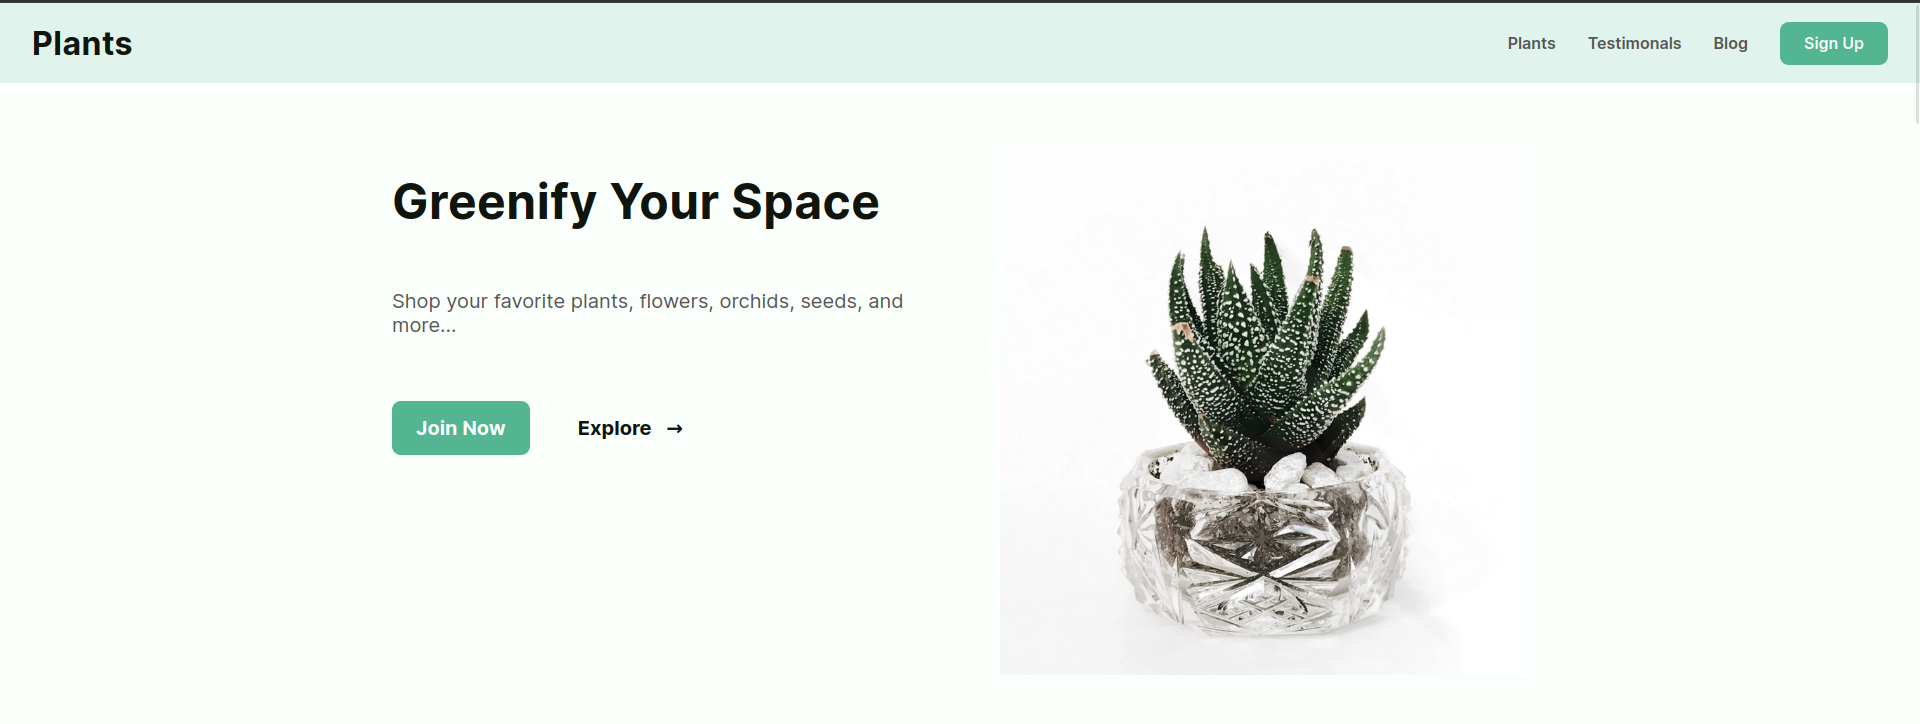 Plants
Plants Testimonals Blog Sign Up
Greenify Your Space
Shop your favorite plants, flowers, orchids, seeds, and
more...
Join Now Explore →